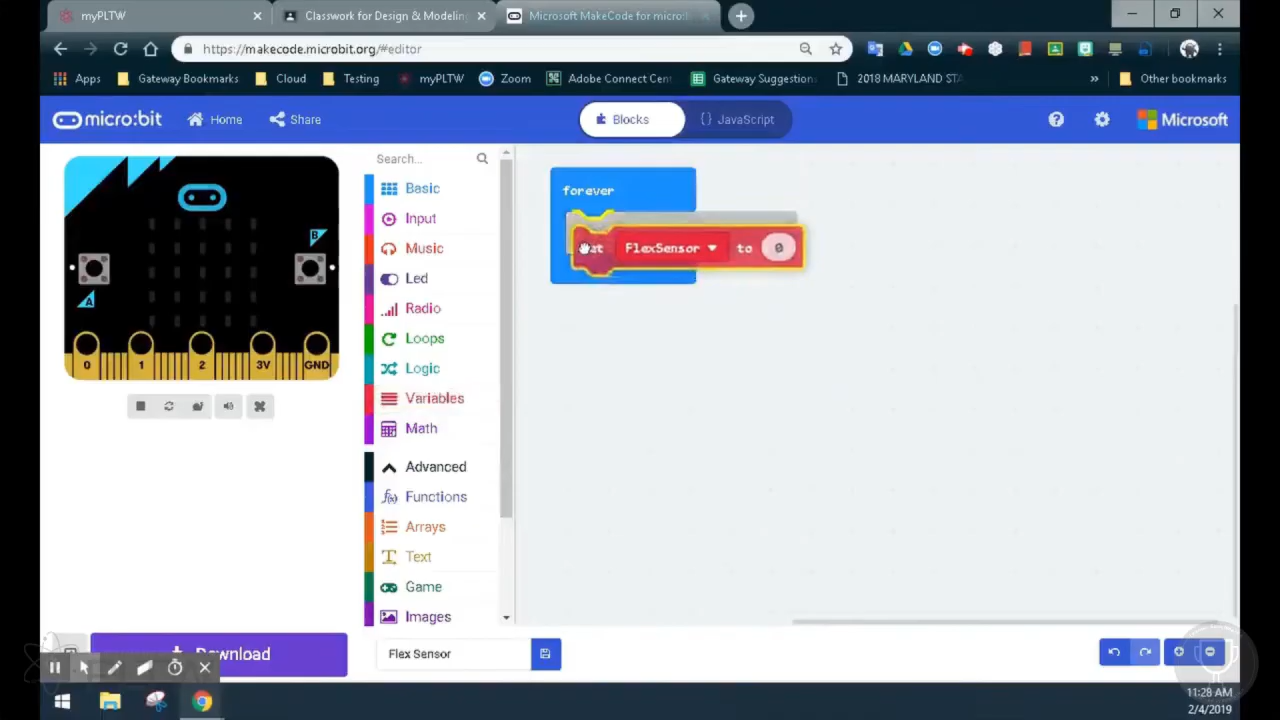 myPLTW
Classwork for Design & Modeling
Microsoft MakeCode for micro:bit
https://makecode.microbit.org/#editor
Apps
Gateway Bookmarks
Cloud
Testing
myPLTW
Zoom
Adobe Connect Cent
Gateway Suggestions
2018 MARYLAND STA
»
Other bookmarks
micro:bit
Home
Share
Blocks
{ } JavaScript
Microsoft
Search...
Basic
Input
Music
Led
Radio
Loops
Logic
Variables
Math
Advanced
Functions
Arrays
Text
Game
Images
forever
FlexSensor to 0
B
A
0 1 2 3V GND
Download
Flex Sensor
11:28 AM
2/4/2019